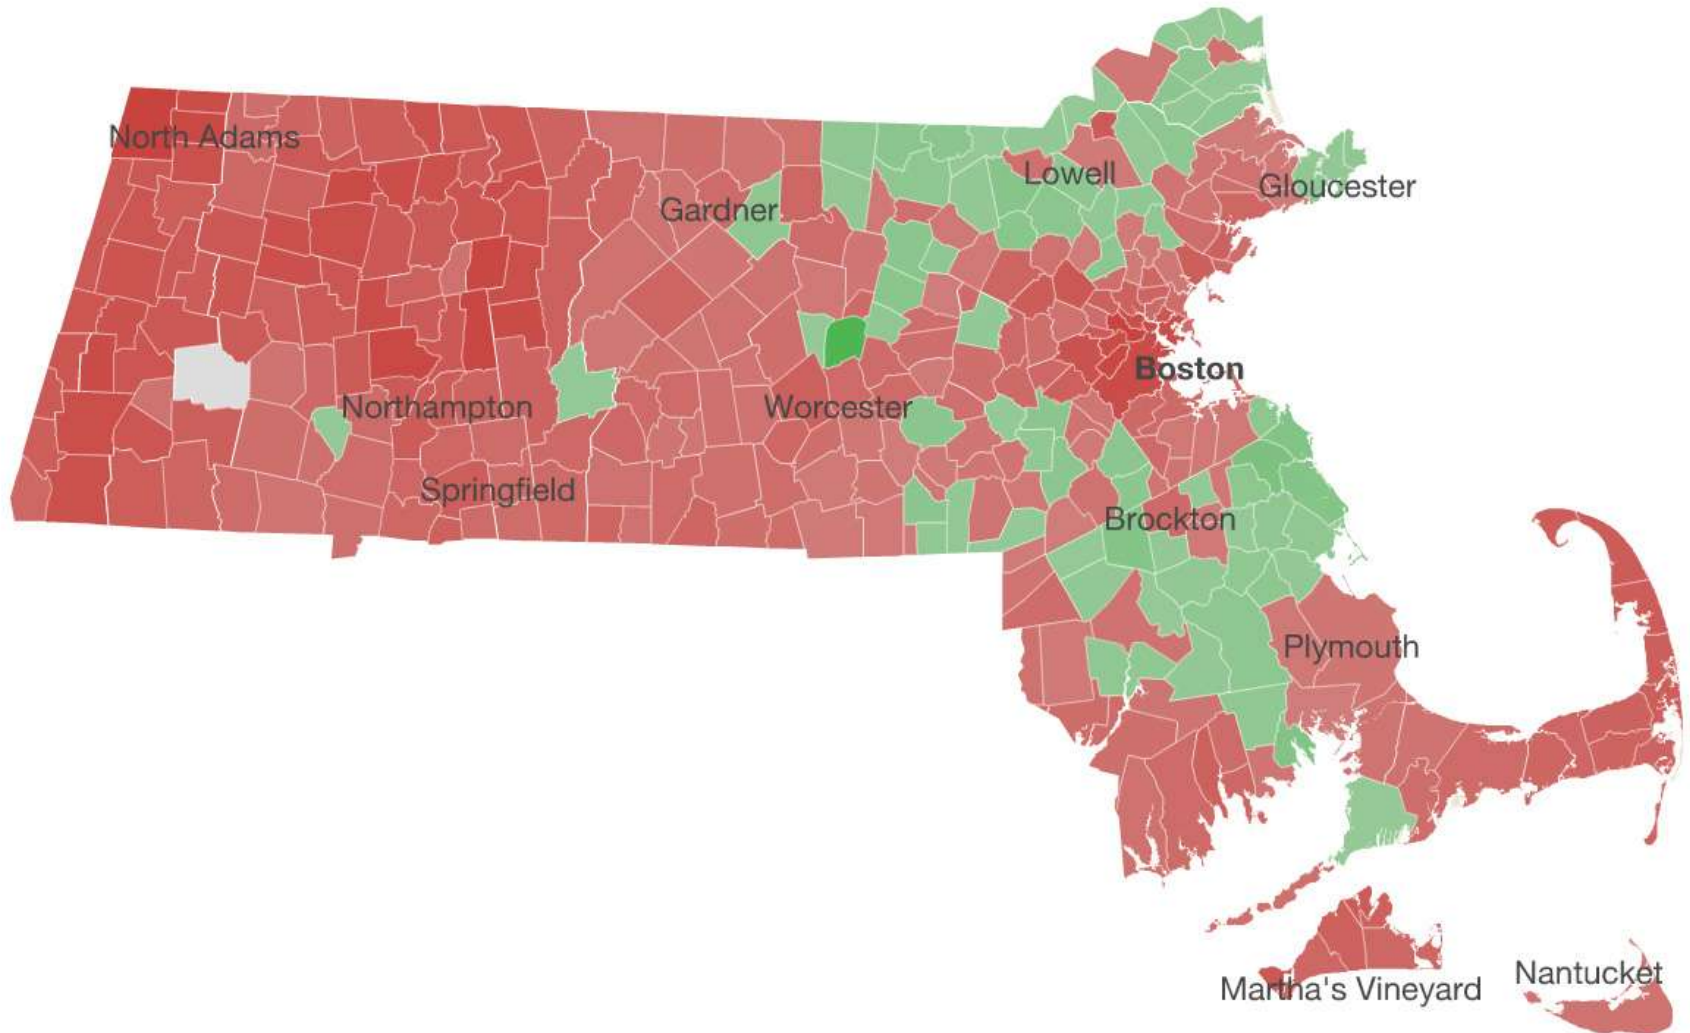 North Adams
Lowell
Gloucester
Gardner
Boston
Northampton
Worcester
Springfield
Brockton
Plymouth
Nantucket
Martha's Vineyard